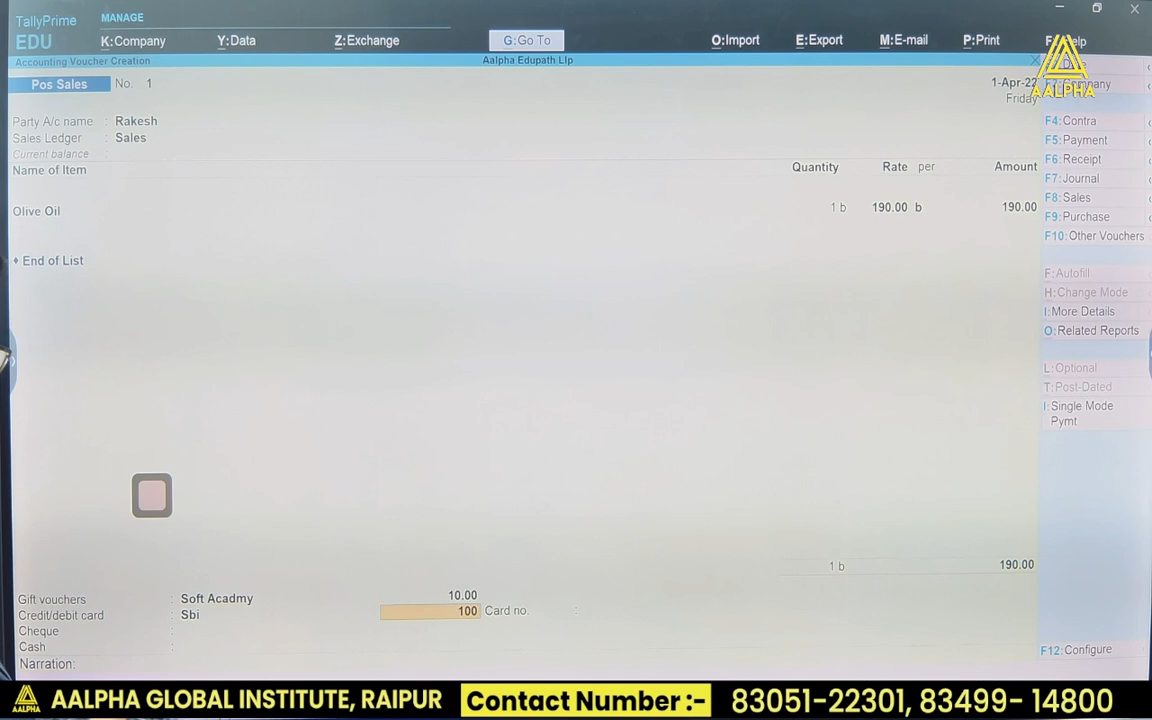 TallyPrime
EDU
MANAGE
K:Company Y:Data Z:Exchange G:Go To O:Import E:Export M:E-mail P:Print
Accounting Voucher Creation Aalpha Edupath Llp
Pos Sales No. 1 1-Apr-22
Friday
Party A/c name : Rakesh
Sales Ledger : Sales
Current balance :
Name of Item Quantity Rate per Amount
Olive Oil 1 b 190.00 b 190.00
♦ End of List
1 b 190.00
Gift vouchers : Soft Acadmy 10.00
Credit/debit card : Sbi 100 Card no. :
Cheque :
Cash :
Narration:
AALPHA
F4:Contra
F5:Payment
F6:Receipt
F7:Journal
F8:Sales
F9:Purchase
F10:Other Vouchers
F:Autofill
H:Change Mode
I:More Details
O:Related Reports
L:Optional
T:Post-Dated
I:Single Mode
Pymt
F12:Configure
AALPHA
AALPHA GLOBAL INSTITUTE, RAIPUR Contact Number :- 83051-22301, 83499- 14800